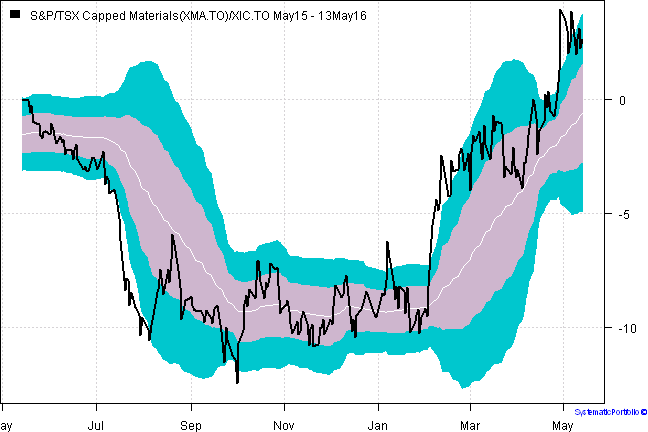 S&P/TSX Capped Materials(XMA.TO)/XIC.TO May15 - 13May16
0
-5
-10
ay Jul Sep Nov Jan Mar May
SystematicPortfolio ©